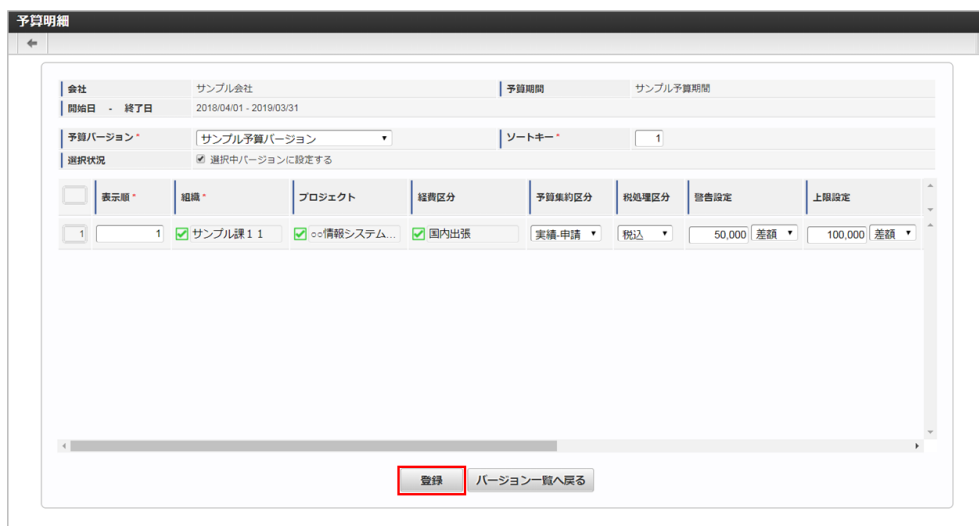 予算明細
会社 サンプル会社 予算期間 サンプル予算期間
開始日 - 終了日 2018/04/01 - 2019/03/31
予算バージョン* サンプル予算バージョン ソートキー* 1
選択状況 選択中バージョンに設定する
表示順* 組織* プロジェクト 経費区分 予算集約区分 税処理区分 警告設定 上限設定
1 1 サンプル課11 ○○情報システム... 国内出張 実績-申請 税込 50,000 差額 100,000 差額
登録 バージョン一覧へ戻る